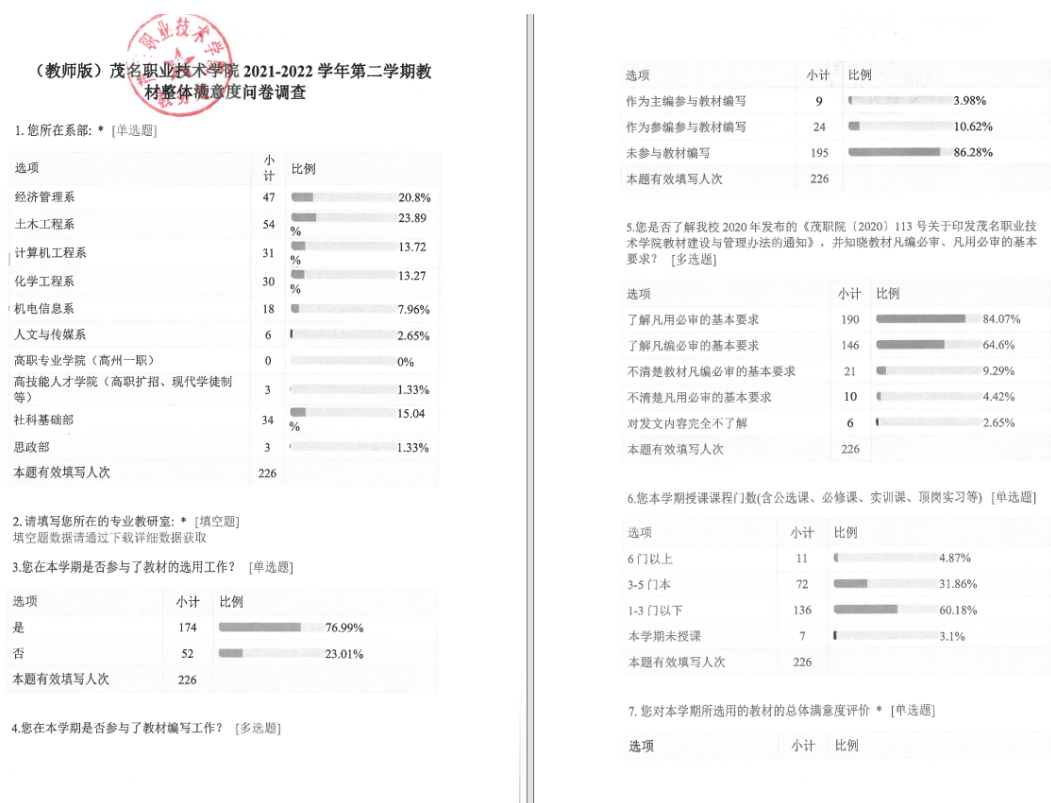 （教师版）茂名职业技术学院 2021-2022 学年第二学期教
材整体满意度问卷调查
1. 您所在系部: * [单选题]
选项 小计 比例
经济管理系 47 20.8%
土木工程系 54 23.89%
计算机工程系 31 13.72%
化学工程系 30 13.27%
机电信息系 18 7.96%
人文与传媒系 6 2.65%
高职专业学院（高州一职） 0 0%
高技能人才学院（高职扩招、现代学徒制
等） 3 1.33%
社科基础部 34 15.04%
思政部 3 1.33%
本题有效填写人次 226
2. 请填写您所在的专业教研室: * [填空题]
填空题数据请通过下载详细数据获取
3.您在本学期是否参与了教材的选用工作？ [单选题]
选项 小计 比例
是 174 76.99%
否 52 23.01%
本题有效填写人次 226
4.您在本学期是否参与了教材编写工作？ [多选题]
选项 小计 比例
作为主编参与教材编写 9 3.98%
作为参编参与教材编写 24 10.62%
未参与教材编写 195 86.28%
本题有效填写人次 226
5.您是否了解我校 2020 年发布的《茂职院〔2020〕113 号关于印发茂名职业技
术学院教材建设与管理办法的通知》，并知晓教材凡编必审、凡用必审的基本
要求？ [多选题]
选项 小计 比例
了解凡用必审的基本要求 190 84.07%
了解凡编必审的基本要求 146 64.6%
不清楚教材凡编必审的基本要求 21 9.29%
不清楚凡用必审的基本要求 10 4.42%
对发文内容完全不了解 6 2.65%
本题有效填写人次 226
6.您本学期授课课程门数(含公选课、必修课、实训课、顶岗实习等) [单选题]
选项 小计 比例
6 门以上 11 4.87%
3-5 门本 72 31.86%
1-3 门以下 136 60.18%
本学期未授课 7 3.1%
本题有效填写人次 226
7. 您对本学期所选用的教材的总体满意度评价 * [单选题]
选项 小计 比例